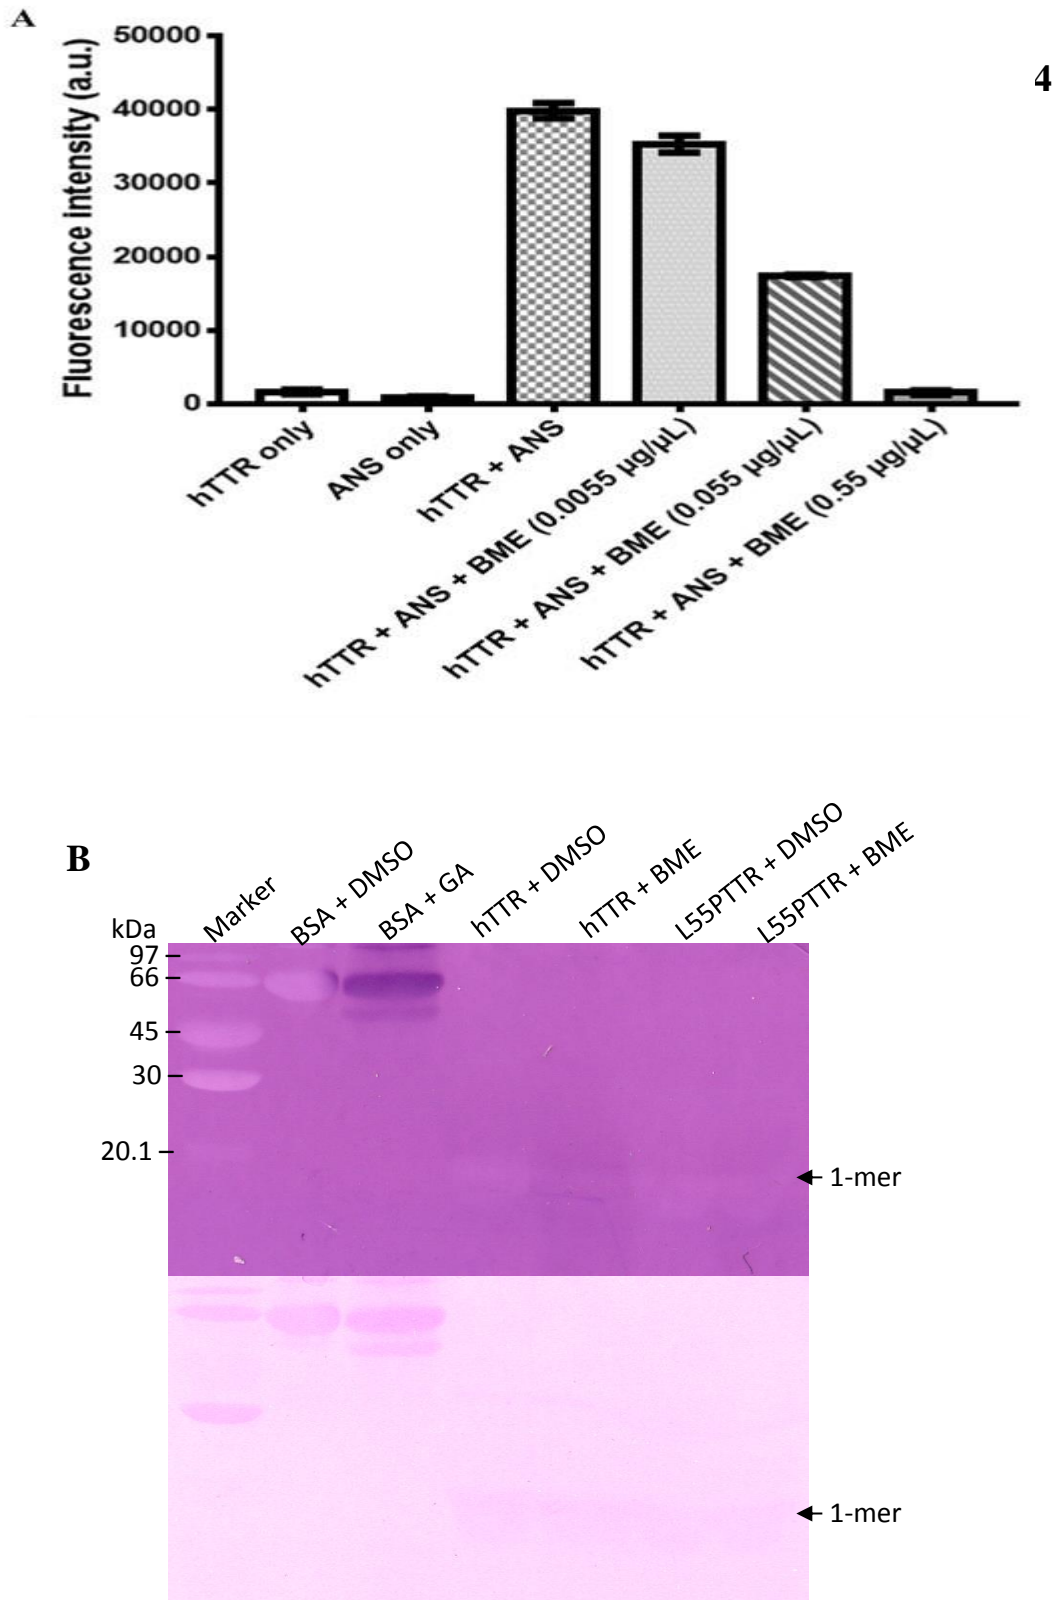 A
4
Fluorescence intensity (a.u.)
50000
40000
30000
20000
10000
0
hTTR only
ANS only
hTTR + ANS
hTTR + ANS + BME (0.0055 µg/µL)
hTTR + ANS + BME (0.055 µg/µL)
hTTR + ANS + BME (0.55 µg/µL)
B
kDa
Marker
BSA + DMSO
BSA + GA
hTTR + DMSO
hTTR + BME
L55PTTR + DMSO
L55PTTR + BME
97
66
45
30
20.1
1-mer
1-mer